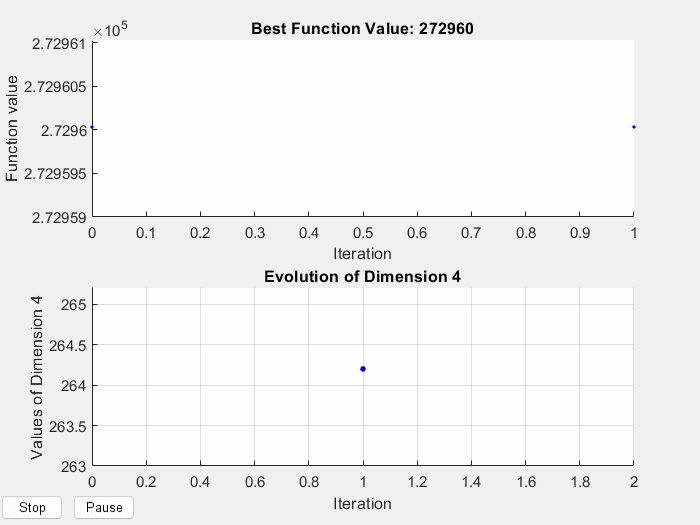 Best Function Value: 272960
×10^5
2.72961
2.729605
2.7296
2.729595
2.72959
Function value
0 0.1 0.2 0.3 0.4 0.5 0.6 0.7 0.8 0.9 1
Iteration
Evolution of Dimension 4
265
264.5
264
263.5
263
Values of Dimension 4
0 0.2 0.4 0.6 0.8 1 1.2 1.4 1.6 1.8 2
Iteration
Stop Pause